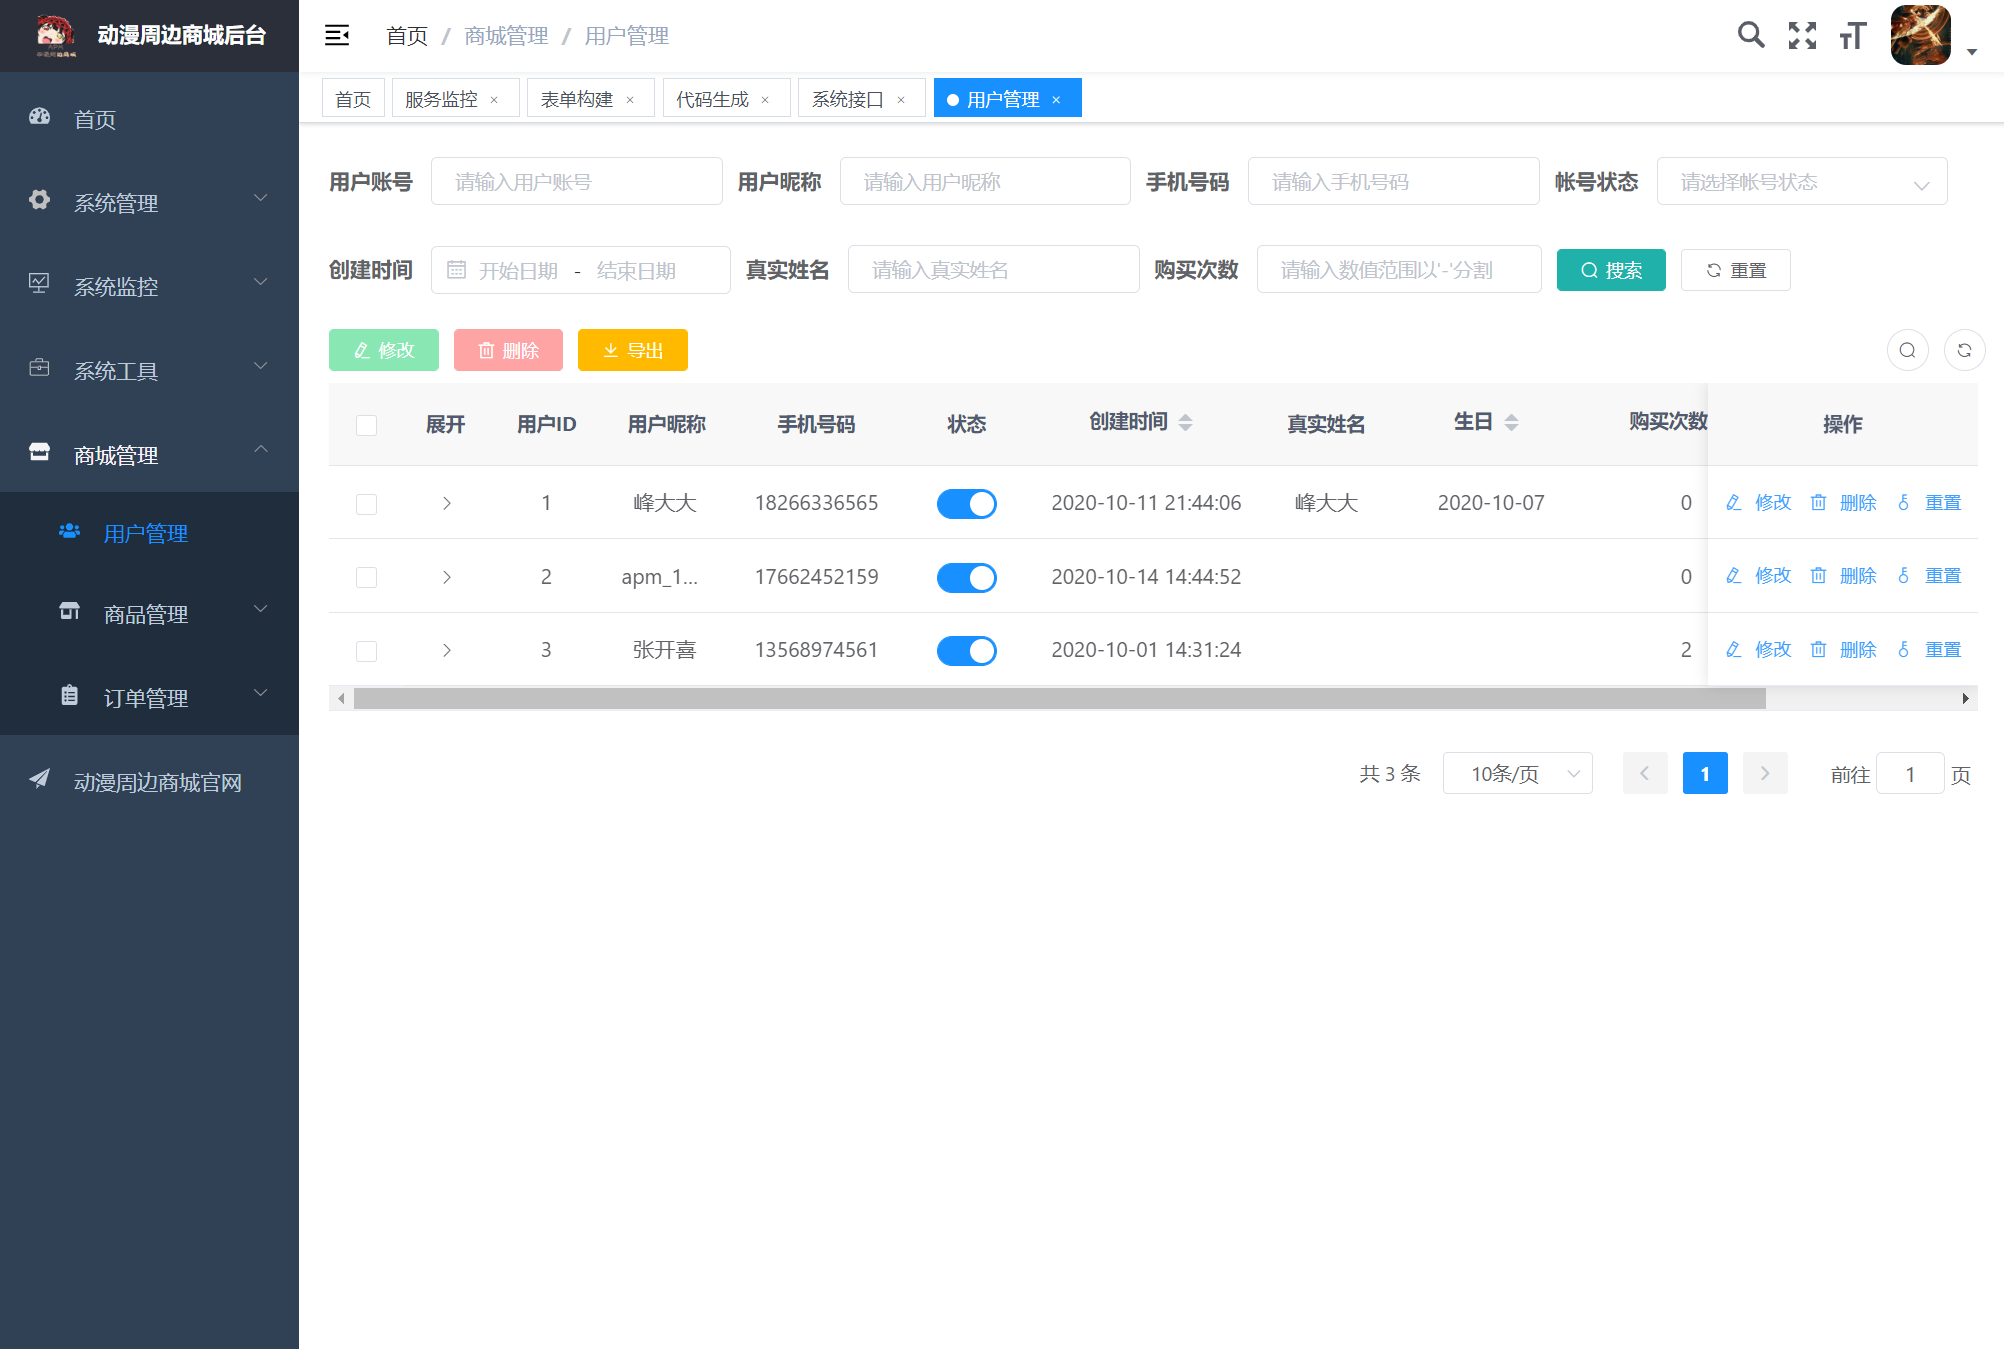 动漫周边商城后台
首页 / 商城管理 / 用户管理
首页 服务监控 × 表单构建 × 代码生成 × 系统接口 × 用户管理 ×
首页
系统管理
系统监控
系统工具
商城管理
用户管理
商品管理
订单管理
动漫周边商城官网
用户账号 请输入用户账号 用户昵称 请输入用户昵称 手机号码 请输入手机号码 帐号状态 请选择帐号状态
创建时间 开始日期 - 结束日期 真实姓名 请输入真实姓名 购买次数 请输入数值范围以'-'分割 搜索 重置
修改 删除 导出
展开 用户ID 用户昵称 手机号码 状态 创建时间 真实姓名 生日 购买次数 操作
1 峰大大 18266336565 2020-10-11 21:44:06 峰大大 2020-10-07 0 修改 删除 重置
2 apm_1... 17662452159 2020-10-14 14:44:52 0 修改 删除 重置
3 张开喜 13568974561 2020-10-01 14:31:24 2 修改 删除 重置
共 3 条 10条/页 1 前往 1 页